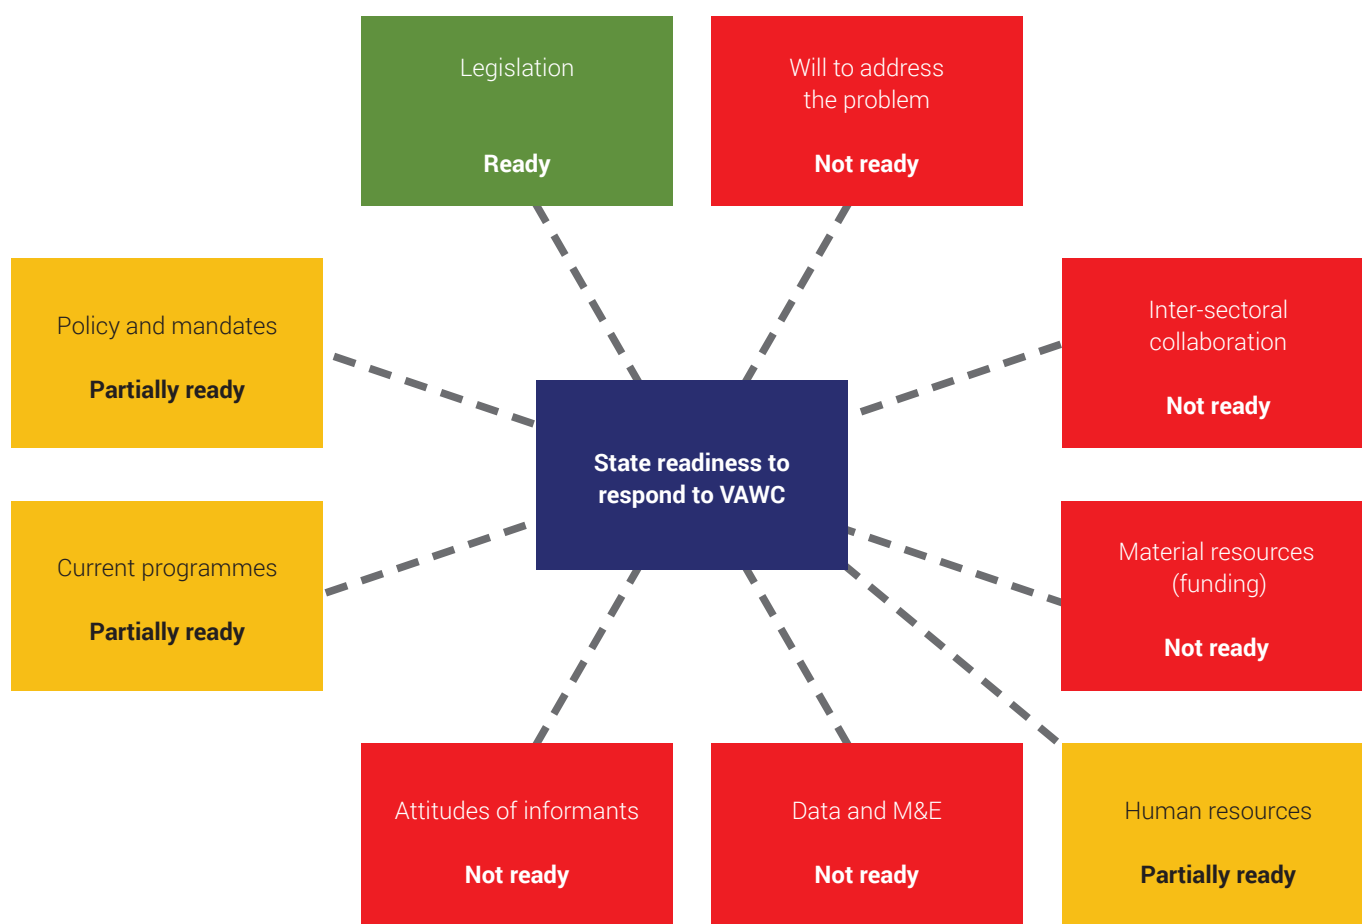 Legislation
Ready
Will to address
the problem
Not ready
Policy and mandates
Partially ready
Inter-sectoral
collaboration
Not ready
State readiness to
respond to VAWC
Current programmes
Partially ready
Material resources
(funding)
Not ready
Attitudes of informants
Not ready
Data and M&E
Not ready
Human resources
Partially ready